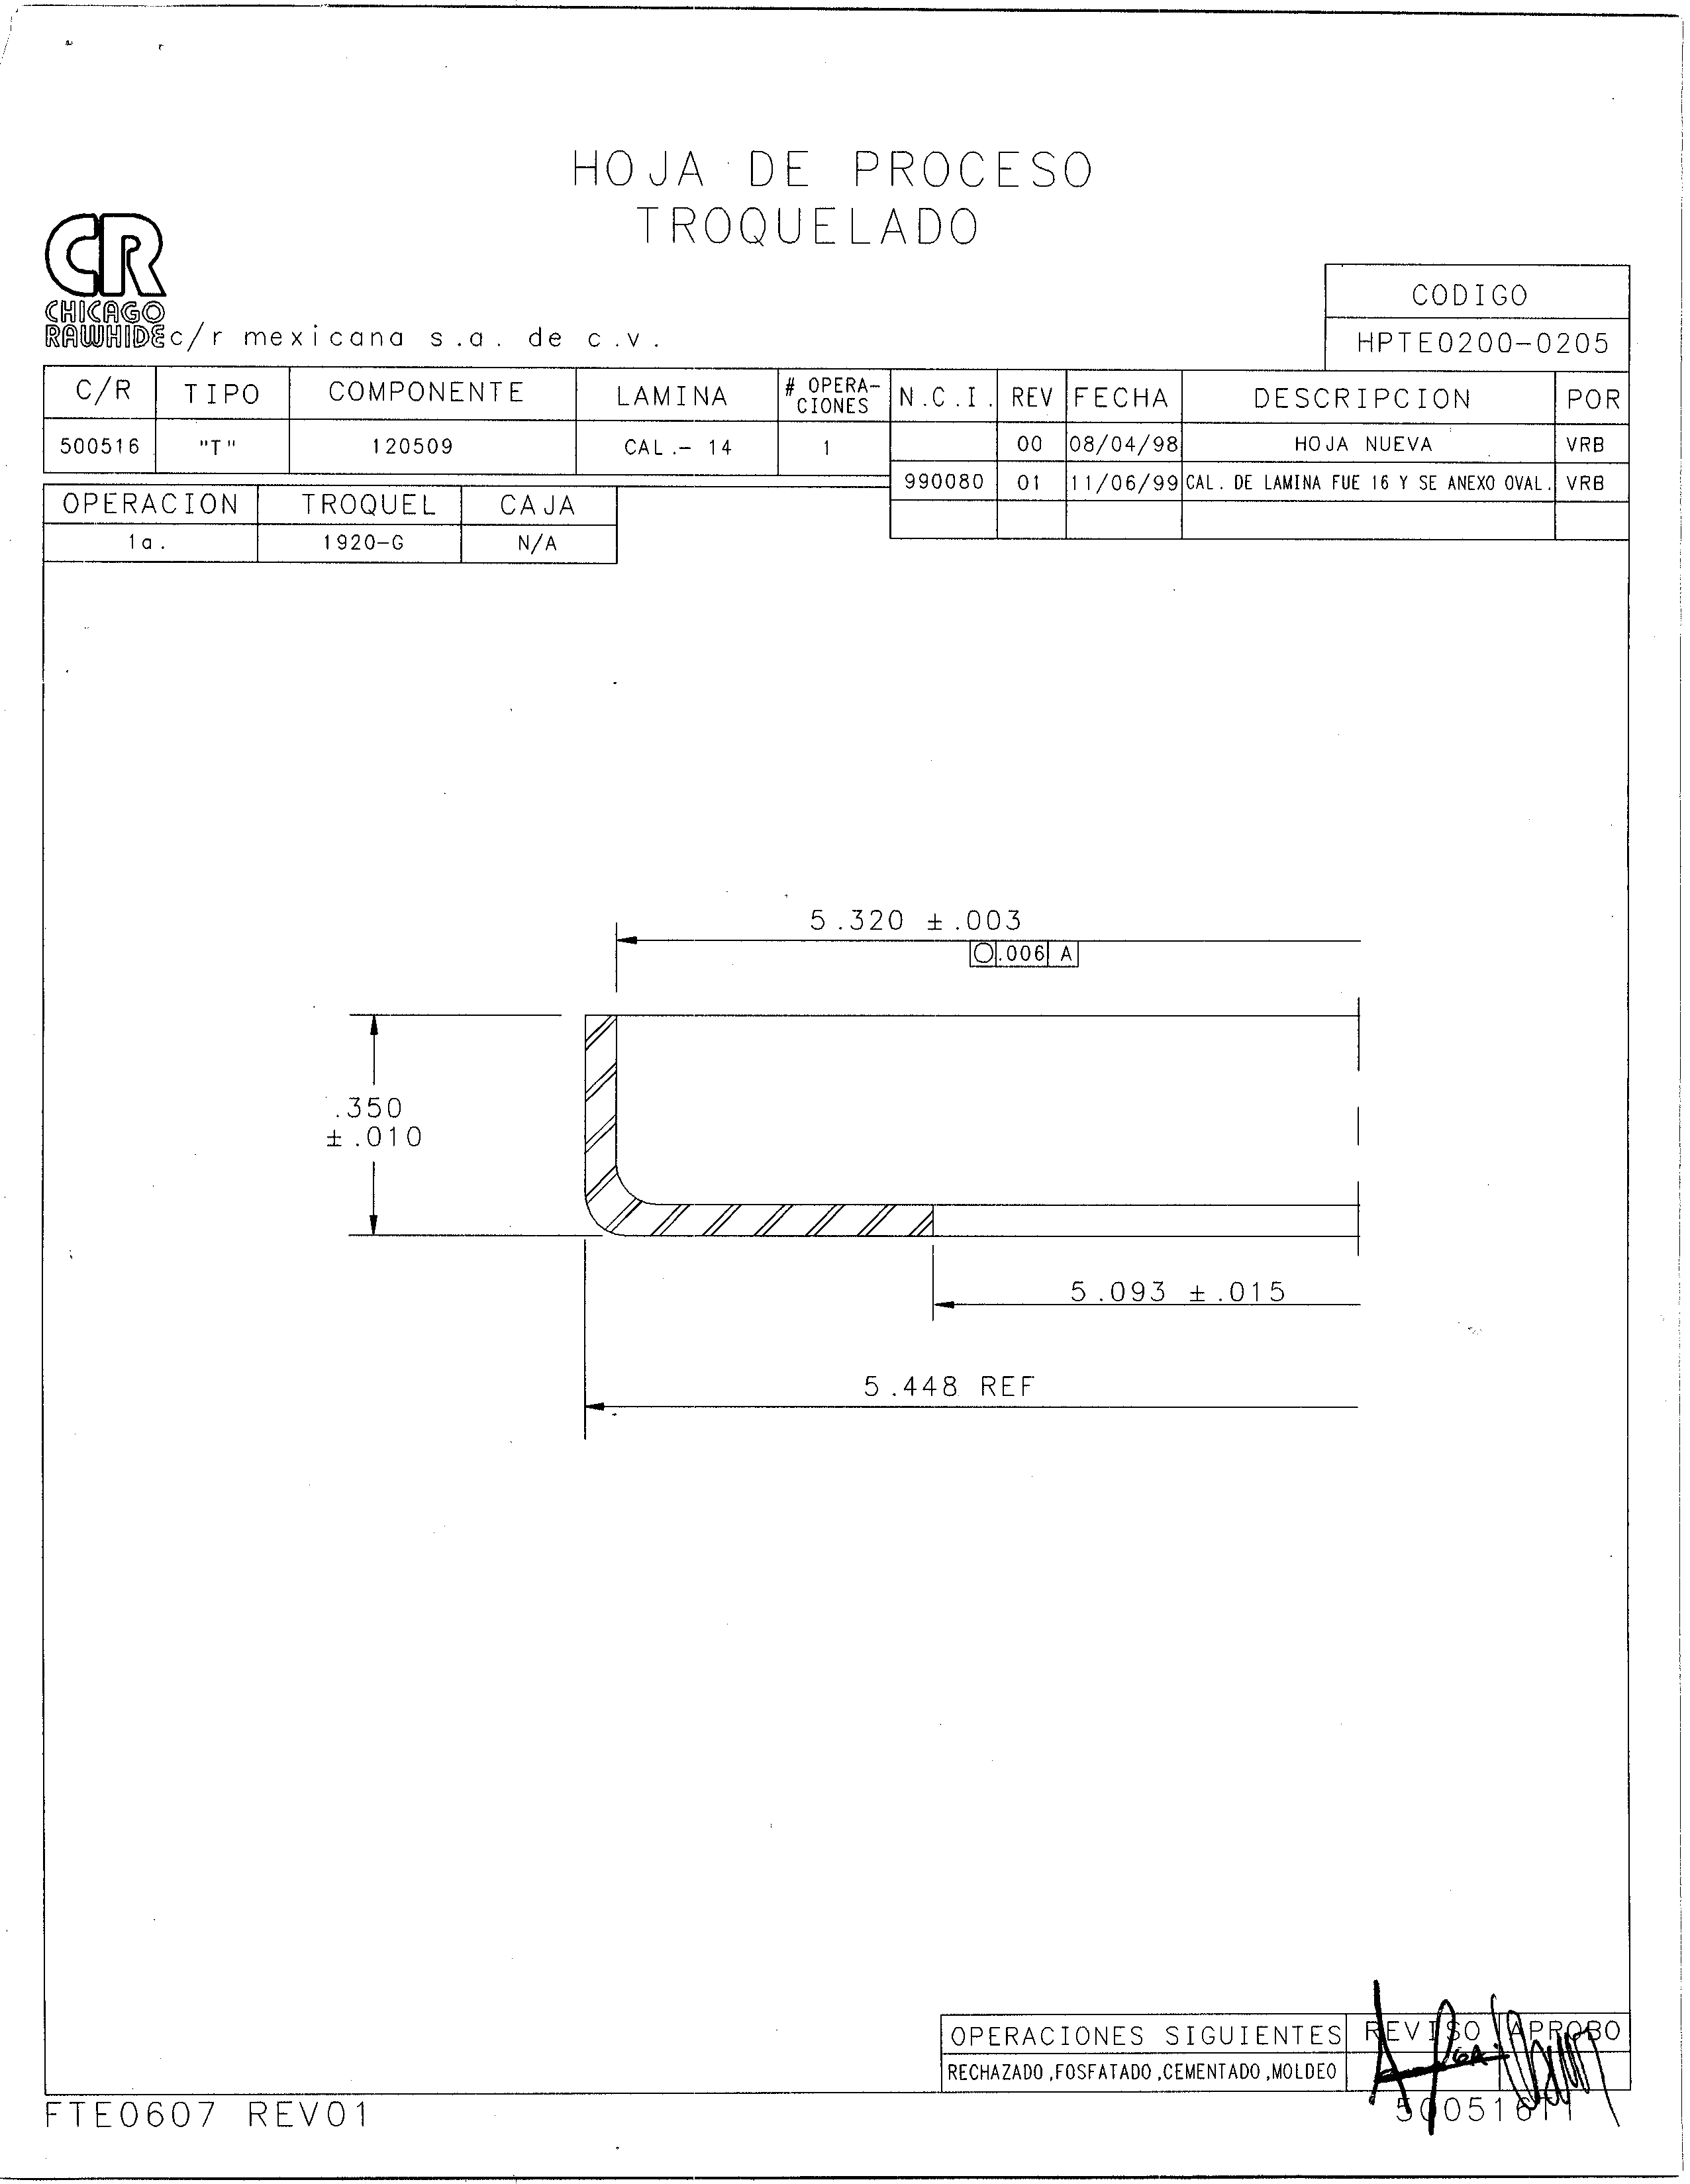 HOJA DE PROCESO
TROQUELADO
CR
CHICAGO
RAWHIDE c/r mexicana s.a. de c.v.
CODIGO
HPTE0200-0205
C/R TIPO COMPONENTE LAMINA # OPERA-CIONES N.C.I. REV FECHA DESCRIPCION POR
500516 "T" 120509 CAL.- 14 1 00 08/04/98 HOJA NUEVA VRB
990080 01 11/06/99 CAL. DE LAMINA FUE 16 Y SE ANEXO OVAL. VRB
OPERACION TROQUEL CAJA
1a. 1920-G N/A
5.320 ±.003
○ .006 A
.350
±.010
5.093 ±.015
5.448 REF
OPERACIONES SIGUIENTES REVISO APROBO
RECHAZADO,FOSFATADO,CEMENTADO,MOLDEO
FTE0607 REV01